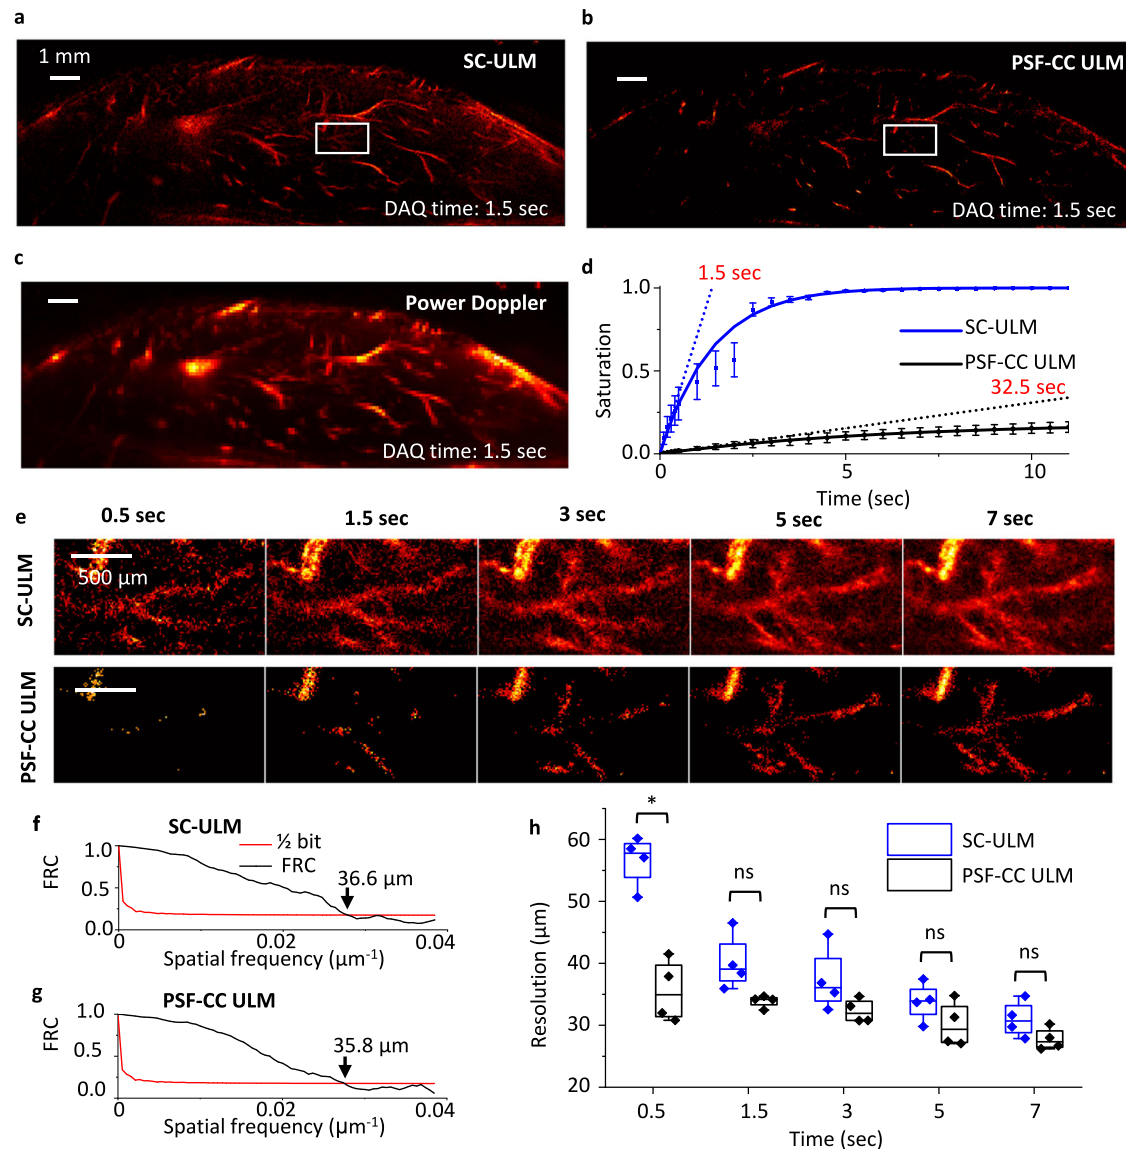 a
1 mm
SC-ULM
DAQ time: 1.5 sec
b
PSF-CC ULM
DAQ time: 1.5 sec
c
Power Doppler
DAQ time: 1.5 sec
d
1.5 sec
1.0
0.5
0.0
Saturation
SC-ULM
PSF-CC ULM
32.5 sec
0 5 10
Time (sec)
e
0.5 sec 1.5 sec 3 sec 5 sec 7 sec
SC-ULM
500 µm
PSF-CC ULM
f
SC-ULM
½ bit
FRC
36.6 µm
1.0
0.5
0.0
FRC
0 0.02 0.04
Spatial frequency (µm⁻¹)
g
PSF-CC ULM
35.8 µm
1.0
0.5
0
FRC
0 0.02 0.04
Spatial frequency (µm⁻¹)
h
*
ns
ns
ns
ns
SC-ULM
PSF-CC ULM
60
50
40
30
20
Resolution (µm)
0.5 1.5 3 5 7
Time (sec)